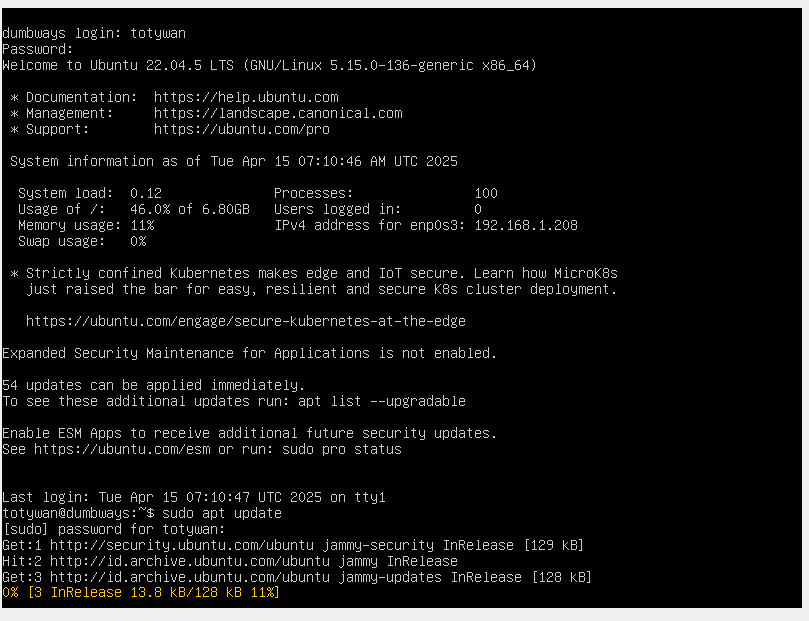 dumbways login: totywan
Password:
Welcome to Ubuntu 22.04.5 LTS (GNU/Linux 5.15.0-136-generic x86_64)
* Documentation:  https://help.ubuntu.com
* Management:     https://landscape.canonical.com
* Support:        https://ubuntu.com/pro
System information as of Tue Apr 15 07:10:46 AM UTC 2025
System load:  0.12              Processes:               100
Usage of /:   46.0% of 6.80GB   Users logged in:         0
Memory usage: 11%               IPv4 address for enp0s3: 192.168.1.208
Swap usage:   0%
* Strictly confined Kubernetes makes edge and IoT secure. Learn how MicroK8s
just raised the bar for easy, resilient and secure K8s cluster deployment.
https://ubuntu.com/engage/secure-kubernetes-at-the-edge
Expanded Security Maintenance for Applications is not enabled.
54 updates can be applied immediately.
To see these additional updates run: apt list --upgradable
Enable ESM Apps to receive additional future security updates.
See https://ubuntu.com/esm or run: sudo pro status
Last login: Tue Apr 15 07:10:47 UTC 2025 on tty1
totywan@dumbways:~$ sudo apt update
[sudo] password for totywan:
Get:1 http://security.ubuntu.com/ubuntu jammy-security InRelease [129 kB]
Hit:2 http://id.archive.ubuntu.com/ubuntu jammy InRelease
Get:3 http://id.archive.ubuntu.com/ubuntu jammy-updates InRelease [128 kB]
0% [3 InRelease 13.8 kB/128 kB 11%]